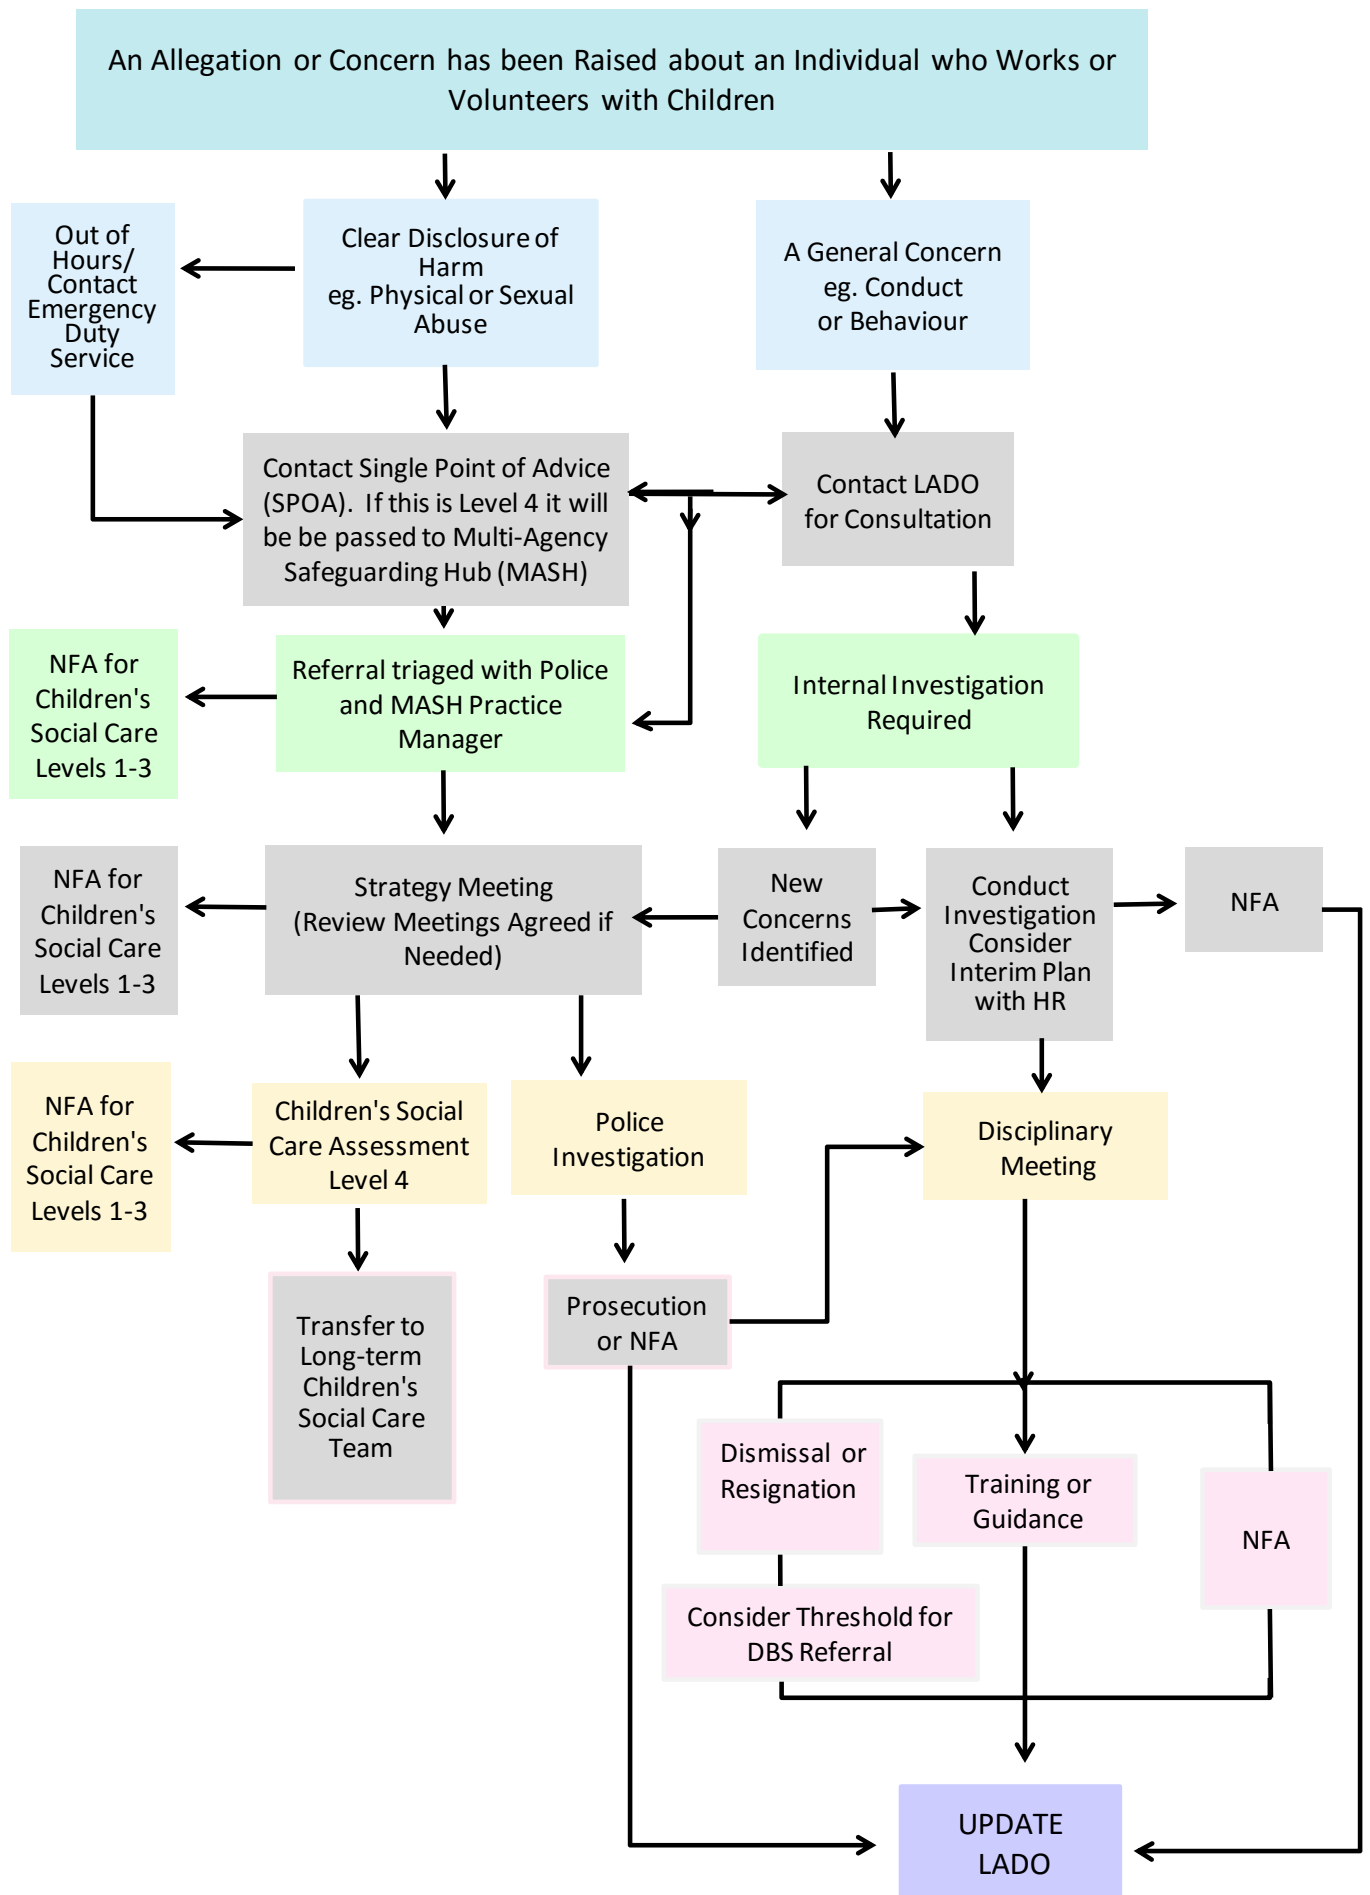 An Allegation or Concern has been Raised about an Individual who Works or
Volunteers with Children
Out of
Hours/
Contact
Emergency
Duty
Service
Clear Disclosure of
Harm
eg. Physical or Sexual
Abuse
A General Concern
eg. Conduct
or Behaviour
Contact Single Point of Advice
(SPOA). If this is Level 4 it will
be be passed to Multi-Agency
Safeguarding Hub (MASH)
Contact LADO
for Consultation
NFA for
Children's
Social Care
Levels 1-3
Referral triaged with Police
and MASH Practice
Manager
Internal Investigation
Required
NFA for
Children's
Social Care
Levels 1-3
Strategy Meeting
(Review Meetings Agreed if
Needed)
New
Concerns
Identified
Conduct
Investigation
Consider
Interim Plan
with HR
NFA
NFA for
Children's
Social Care
Levels 1-3
Children's Social
Care Assessment
Level 4
Police
Investigation
Disciplinary
Meeting
Transfer to
Long-term
Children's
Social Care
Team
Prosecution
or NFA
Dismissal or
Resignation
Training or
Guidance
NFA
Consider Threshold for
DBS Referral
UPDATE
LADO